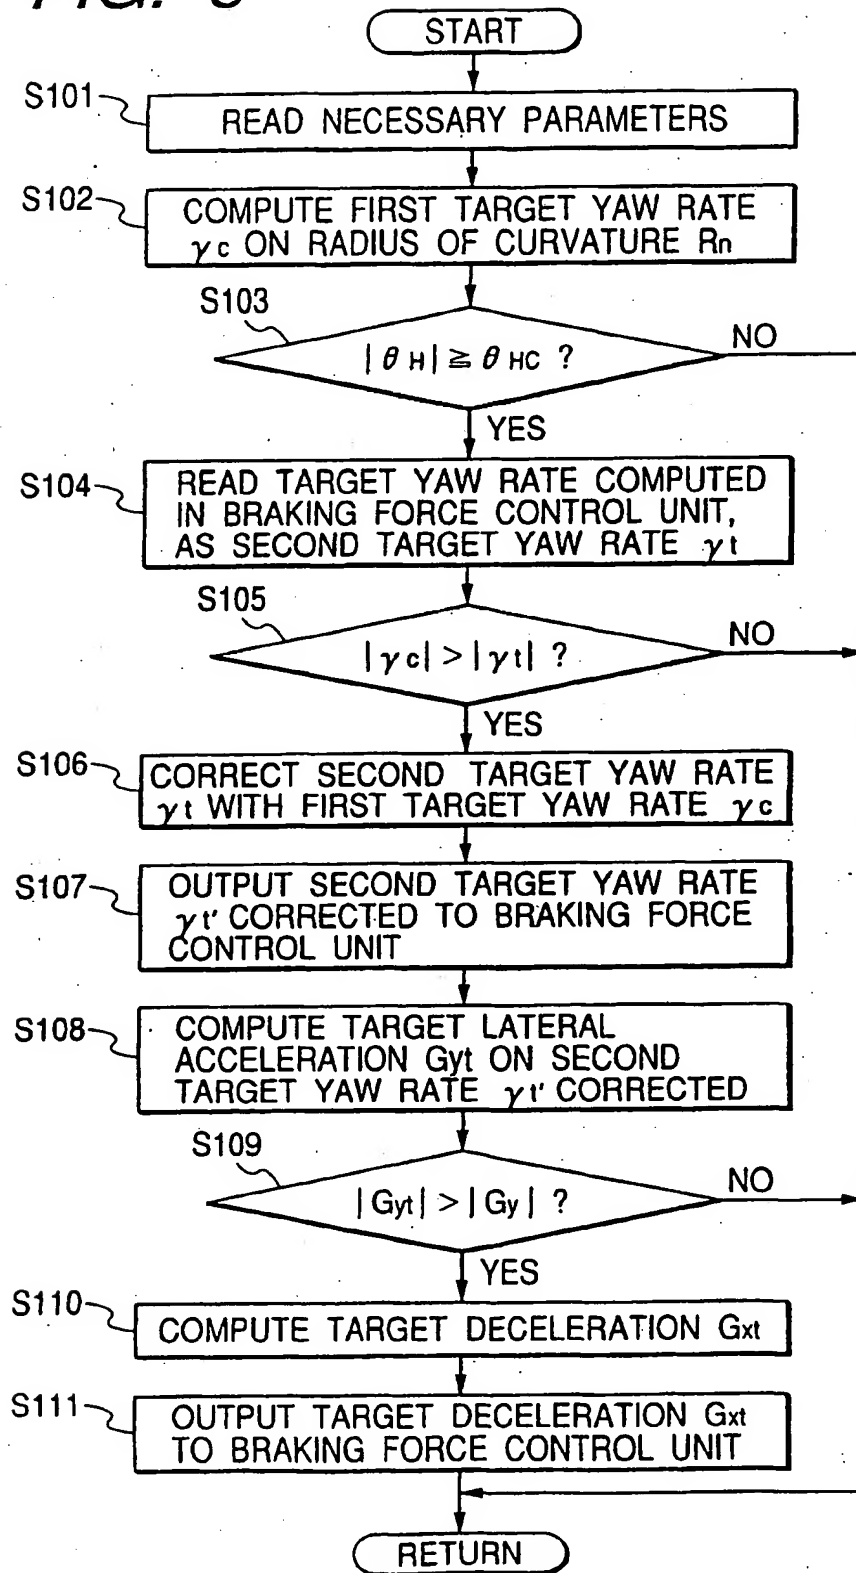 FIG.
START
S101
READ NECESSARY PARAMETERS
S102
COMPUTE FIRST TARGET YAW RATE
γc ON RADIUS OF CURVATURE Rn
S103
|θH| ≧ θHC ?
NO
YES
S104
READ TARGET YAW RATE COMPUTED
IN BRAKING FORCE CONTROL UNIT,
AS SECOND TARGET YAW RATE γt
S105
|γc| > |γt| ?
NO
YES
S106
CORRECT SECOND TARGET YAW RATE
γt WITH FIRST TARGET YAW RATE γc
S107
OUTPUT SECOND TARGET YAW RATE
γt' CORRECTED TO BRAKING FORCE
CONTROL UNIT
S108
COMPUTE TARGET LATERAL
ACCELERATION Gyt ON SECOND
TARGET YAW RATE γt' CORRECTED
S109
|Gyt| > |Gy| ?
NO
YES
S110
COMPUTE TARGET DECELERATION Gxt
S111
OUTPUT TARGET DECELERATION Gxt
TO BRAKING FORCE CONTROL UNIT
RETURN